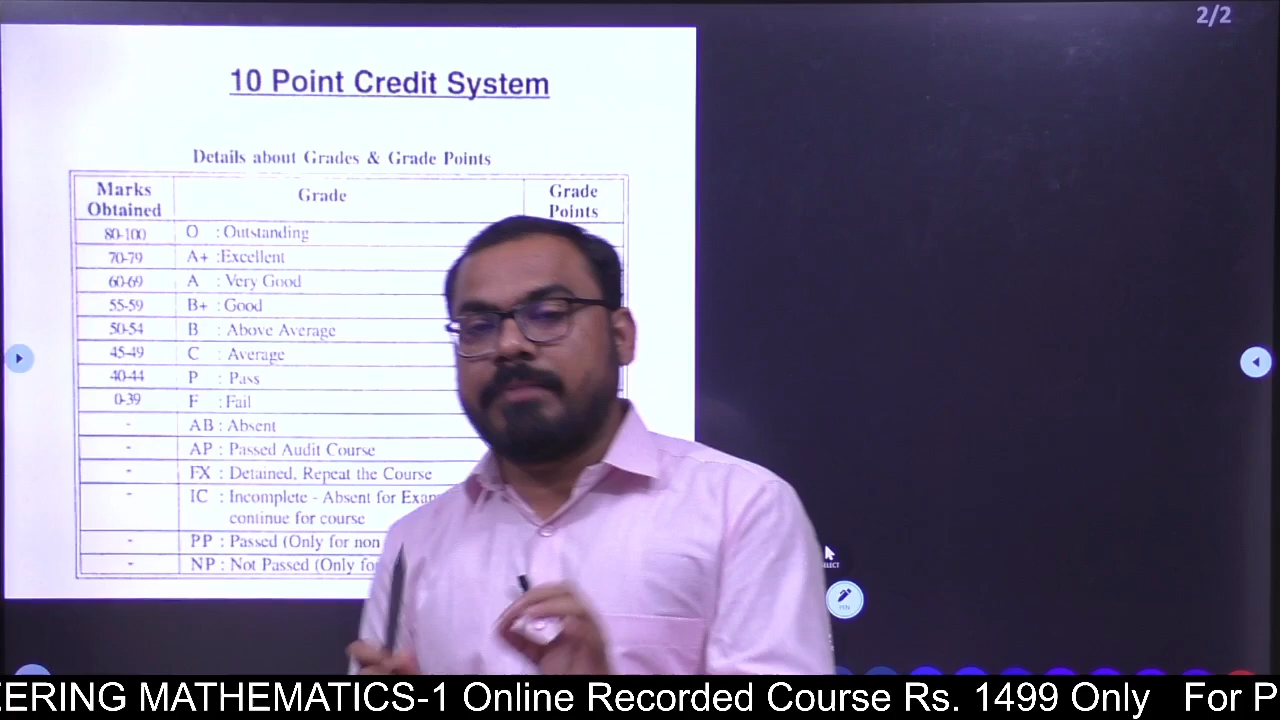 2/2
10 Point Credit System
Details about Grades & Grade Points
Marks Obtained Grade Grade Points
80-100 O : Outstanding
70-79 A+ :Excellent
60-69 A : Very Good
55-59 B+ : Good
50-54 B : Above Average
45-49 C : Average
40-44 P : Pass
0-39 F : Fail
- AB : Absent
- AP : Passed Audit Course
- FX : Detained, Repeat the Course
- IC : Incomplete - Absent for
continue for course
- PP : Passed (Only for non
- NP : Not Passed (Only
SELECT
PEN
MATHEMATICS-1 Online Recorded Course Rs. 1499 Only For